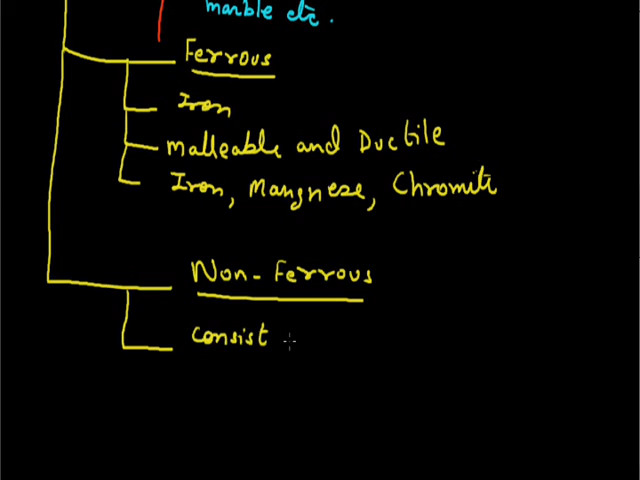 marble etc.
Ferrous
Iron
Malleable and Ductile
Iron, Mangnese, Chromite
Non-Ferrous
consist